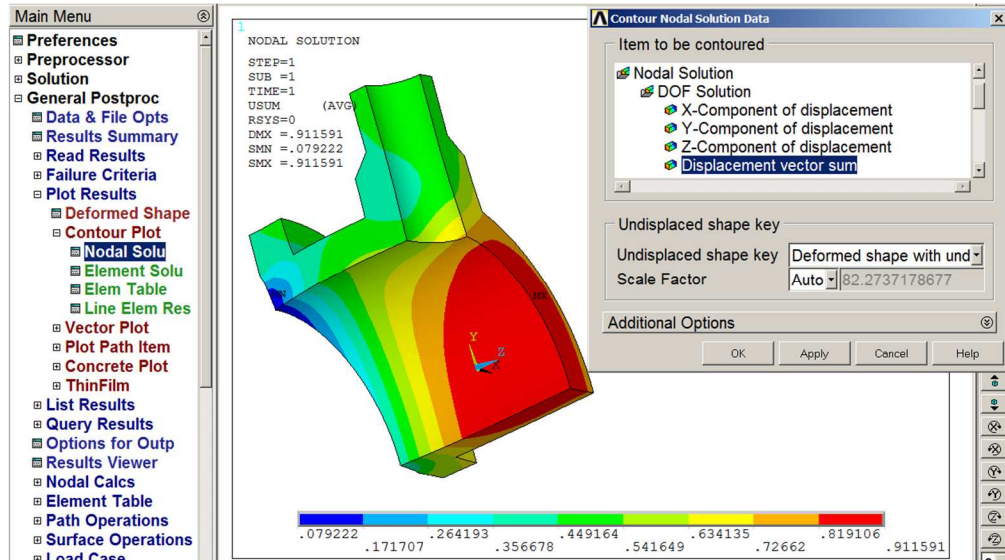 Main Menu
Preferences
Preprocessor
Solution
General Postproc
Data & File Opts
Results Summary
Read Results
Failure Criteria
Plot Results
Deformed Shape
Contour Plot
Nodal Solu
Element Solu
Elem Table
Line Elem Res
Vector Plot
Plot Path Item
Concrete Plot
ThinFilm
List Results
Query Results
Options for Outp
Results Viewer
Nodal Calcs
Element Table
Path Operations
Surface Operations
Load Case
1
NODAL SOLUTION
STEP=1
SUB =1
TIME=1
USUM (AVG)
RSYS=0
DMX =.911591
SMN =.079222
SMX =.911591
MX
Y
Z
X
.079222 .264193 .449164 .634135 .819106
.171707 .356678 .541649 .72662 .911591
Contour Nodal Solution Data
Item to be contoured
Nodal Solution
DOF Solution
X-Component of displacement
Y-Component of displacement
Z-Component of displacement
Displacement vector sum
Undisplaced shape key
Undisplaced shape key Deformed shape with und
Scale Factor Auto 82.2737178677
Additional Options
OK Apply Cancel Help